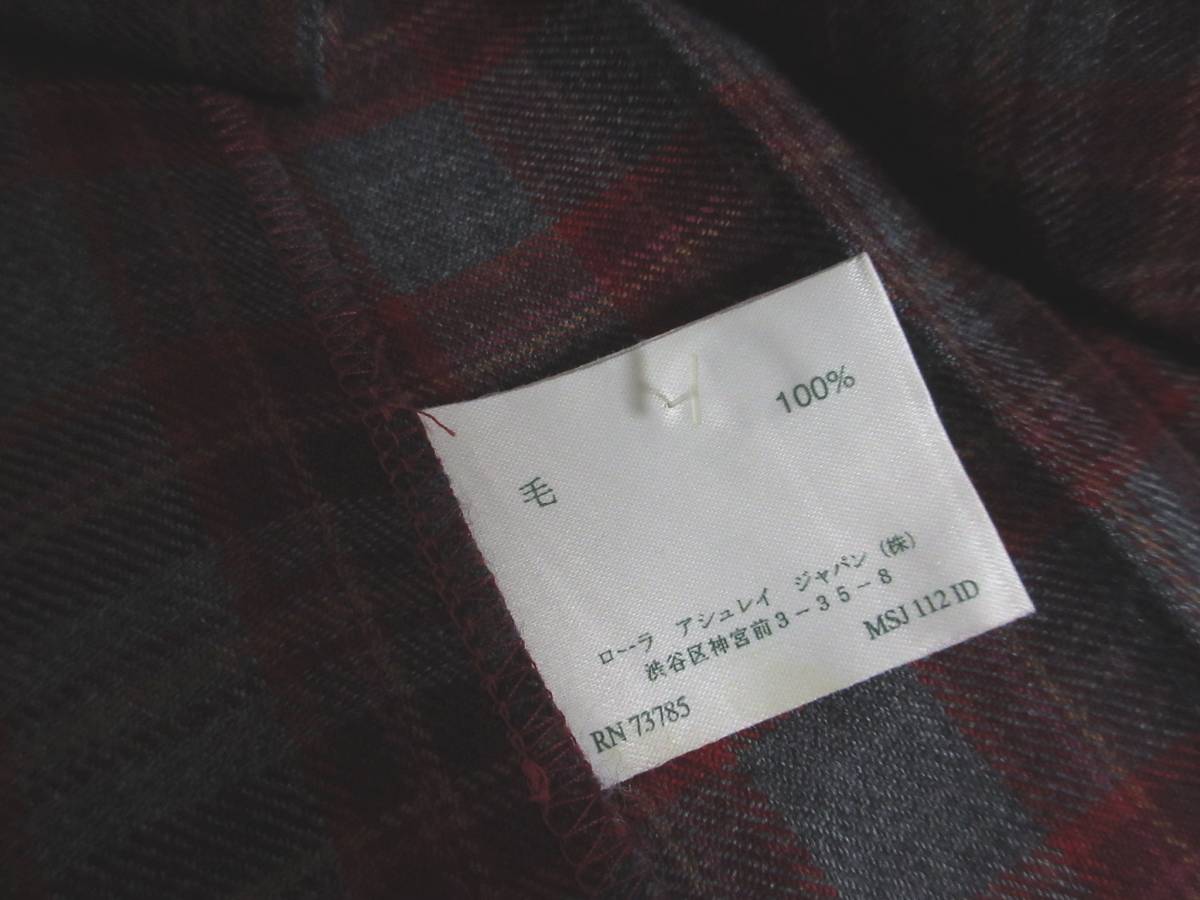 毛 100%
ローラ アシュレイ ジャパン（株）
渋谷区神宮前3－35－8
MSJ 112 ID
RN 73785